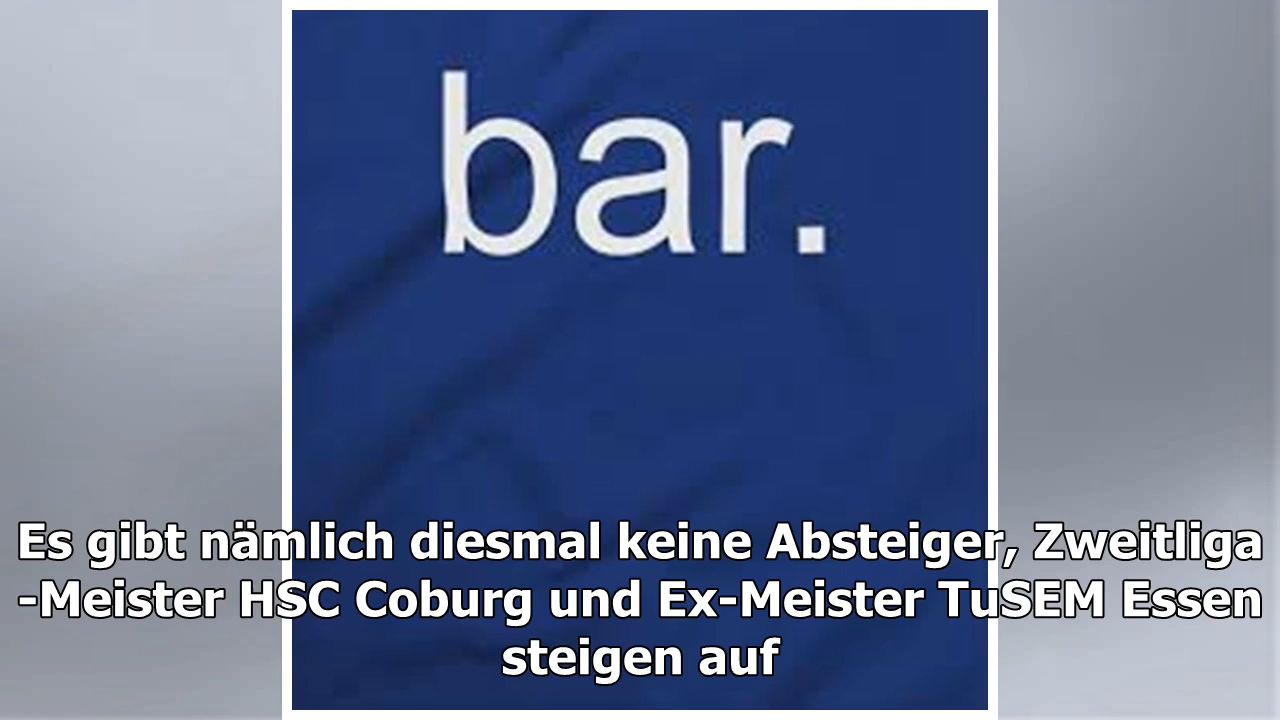 bar.
Es gibt nämlich diesmal keine Absteiger, Zweitliga
-Meister HSC Coburg und Ex-Meister TuSEM Essen
steigen auf